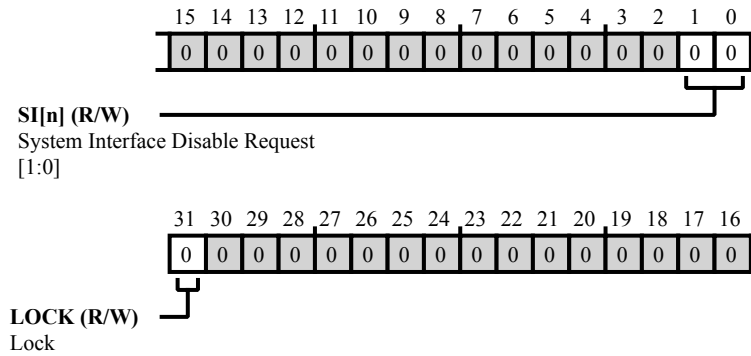 15 14 13 12 11 10 9 8 7 6 5 4 3 2 1 0
0 0 0 0 0 0 0 0 0 0 0 0 0 0 0 0
SI[n] (R/W)
System Interface Disable Request
[1:0]
31 30 29 28 27 26 25 24 23 22 21 20 19 18 17 16
0 0 0 0 0 0 0 0 0 0 0 0 0 0 0 0
LOCK (R/W)
Lock